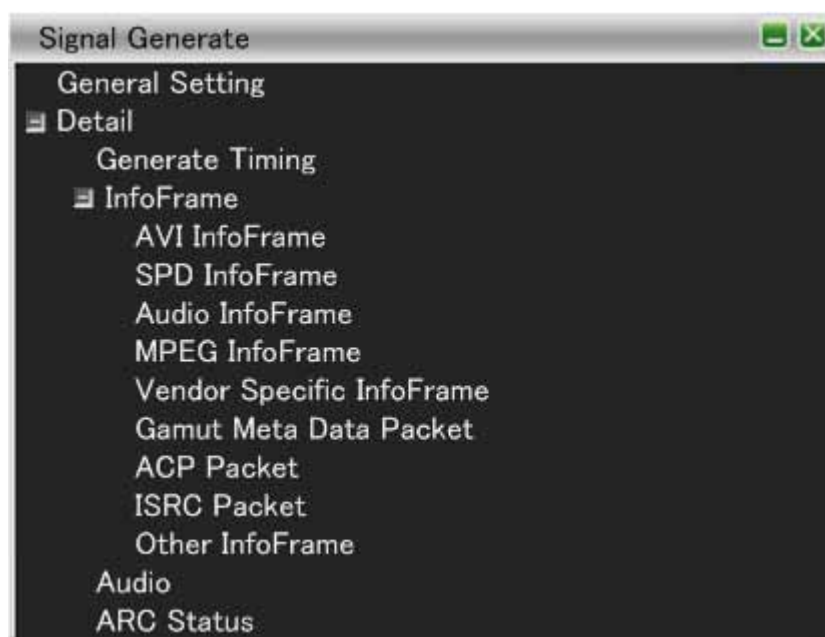 Signal Generate
General Setting
Detail
Generate Timing
InfoFrame
AVI InfoFrame
SPD InfoFrame
Audio InfoFrame
MPEG InfoFrame
Vendor Specific InfoFrame
Gamut Meta Data Packet
ACP Packet
ISRC Packet
Other InfoFrame
Audio
ARC Status